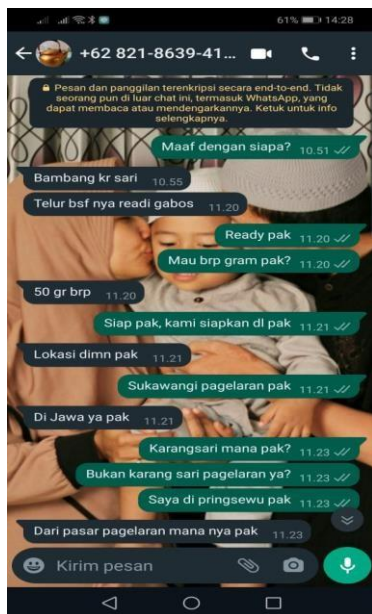 61% 14:28
+62 821-8639-41...
Pesan dan panggilan terenkripsi secara end-to-end. Tidak
seorang pun di luar chat ini, termasuk WhatsApp, yang
dapat membaca atau mendengarkannya. Ketuk untuk info
selengkapnya.
Maaf dengan siapa? 10.51
Bambang kr sari 10.55
Telur bsf nya readi gabos 11.20
Ready pak 11.20
Mau brp gram pak? 11.20
50 gr brp 11.20
Siap pak, kami siapkan dl pak 11.21
Lokasi dimn pak 11.21
Sukawangi pagelaran pak 11.21
Di Jawa ya pak 11.21
Karangsari mana pak? 11.23
Bukan karang sari pagelaran ya? 11.23
Saya di pringsewu pak 11.23
Dari pasar pagelaran mana nya pak 11.23
Kirim pesan